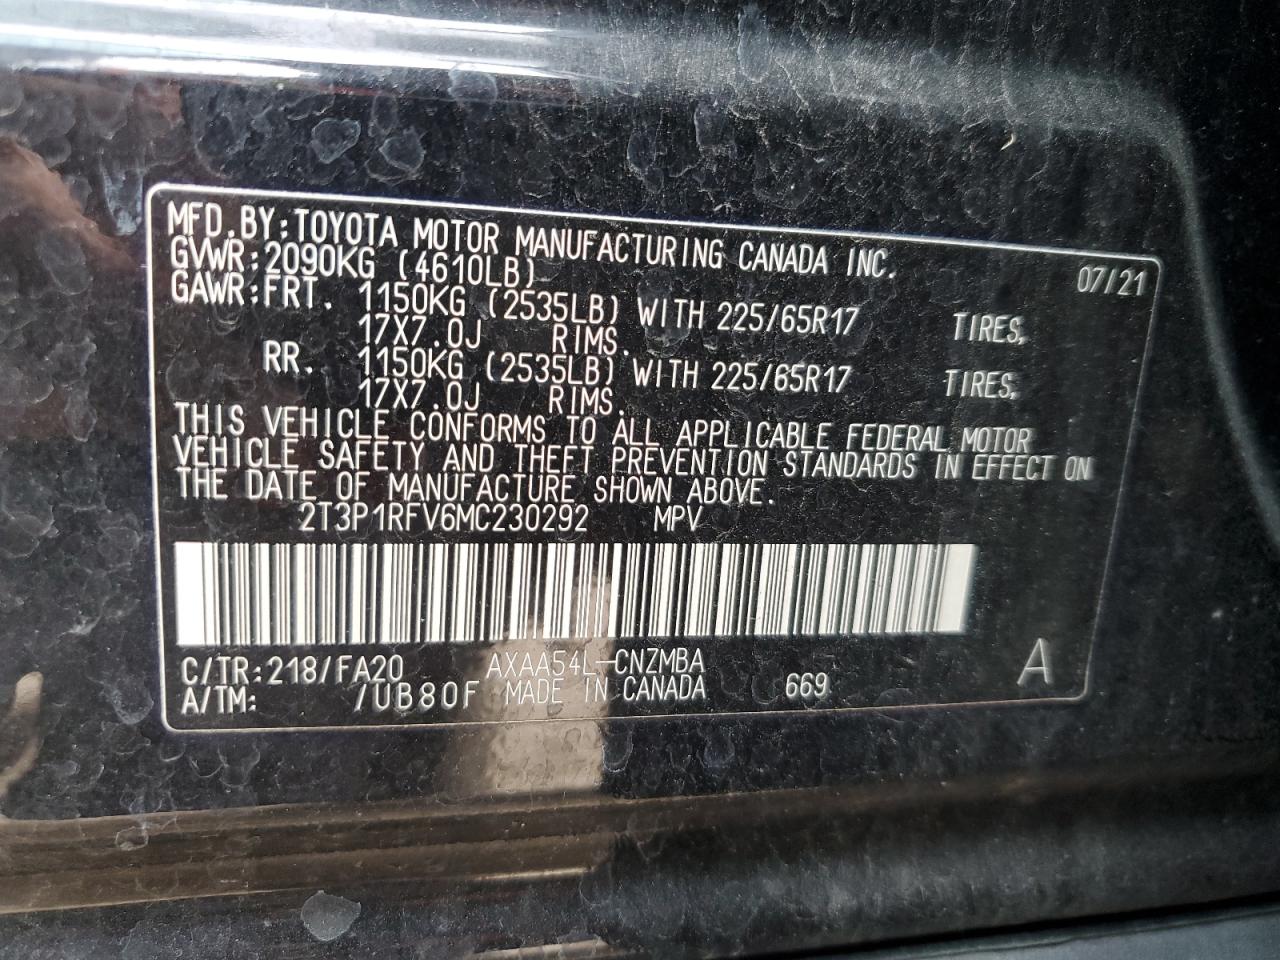 MFD.BY:TOYOTA MOTOR MANUFACTURING CANADA INC. 07/21
GVWR:2090KG (4610LB)
GAWR:FRT. 1150KG (2535LB) WITH 225/65R17 TIRES,
17X7.0J RIMS.
RR. 1150KG (2535LB) WITH 225/65R17 TIRES,
17X7.0J RIMS.
THIS VEHICLE CONFORMS TO ALL APPLICABLE FEDERAL MOTOR
VEHICLE SAFETY AND THEFT PREVENTION STANDARDS IN EFFECT ON
THE DATE OF MANUFACTURE SHOWN ABOVE.
2T3P1RFV6MC230292 MPV
C/TR:218/FA20 AXAA54L-CNZMBA A
A/TM: /UB80F MADE IN CANADA 669